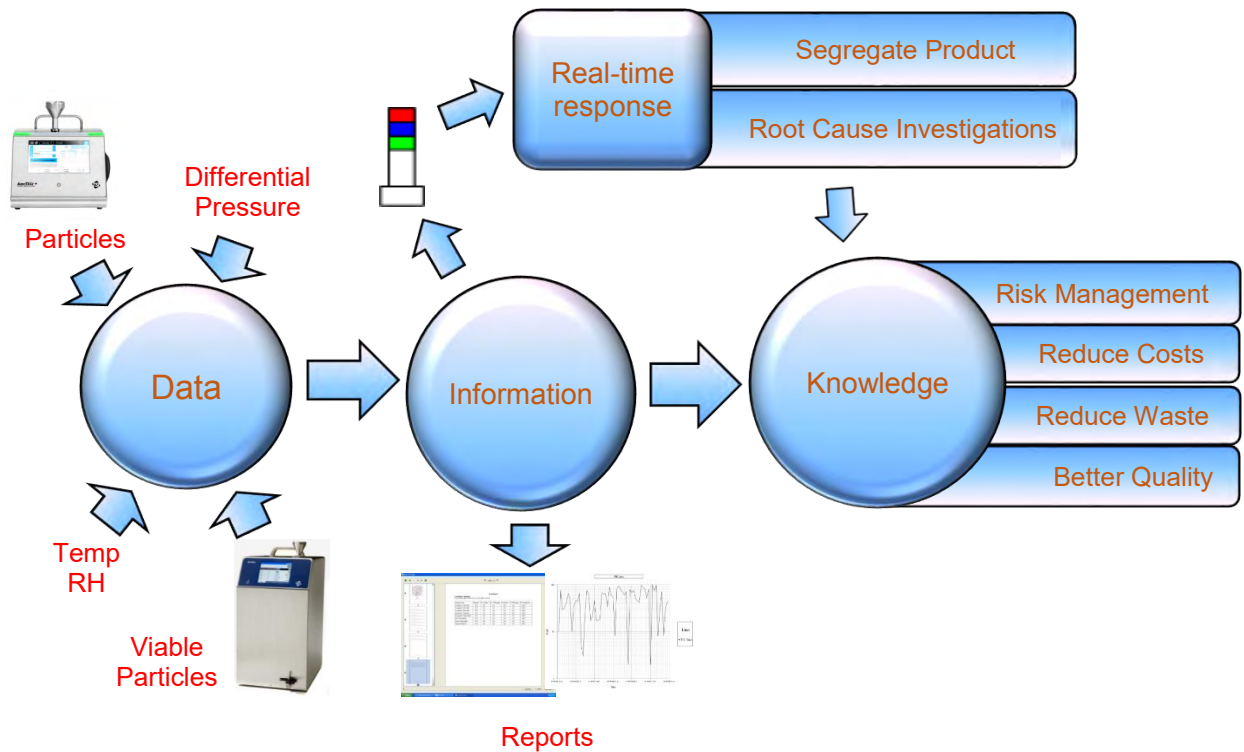 Real-time
response
Segregate Product
Root Cause Investigations
Differential
Pressure
Particles
Data
Information
Knowledge
Risk Management
Reduce Costs
Reduce Waste
Better Quality
Temp
RH
Viable
Particles
Reports